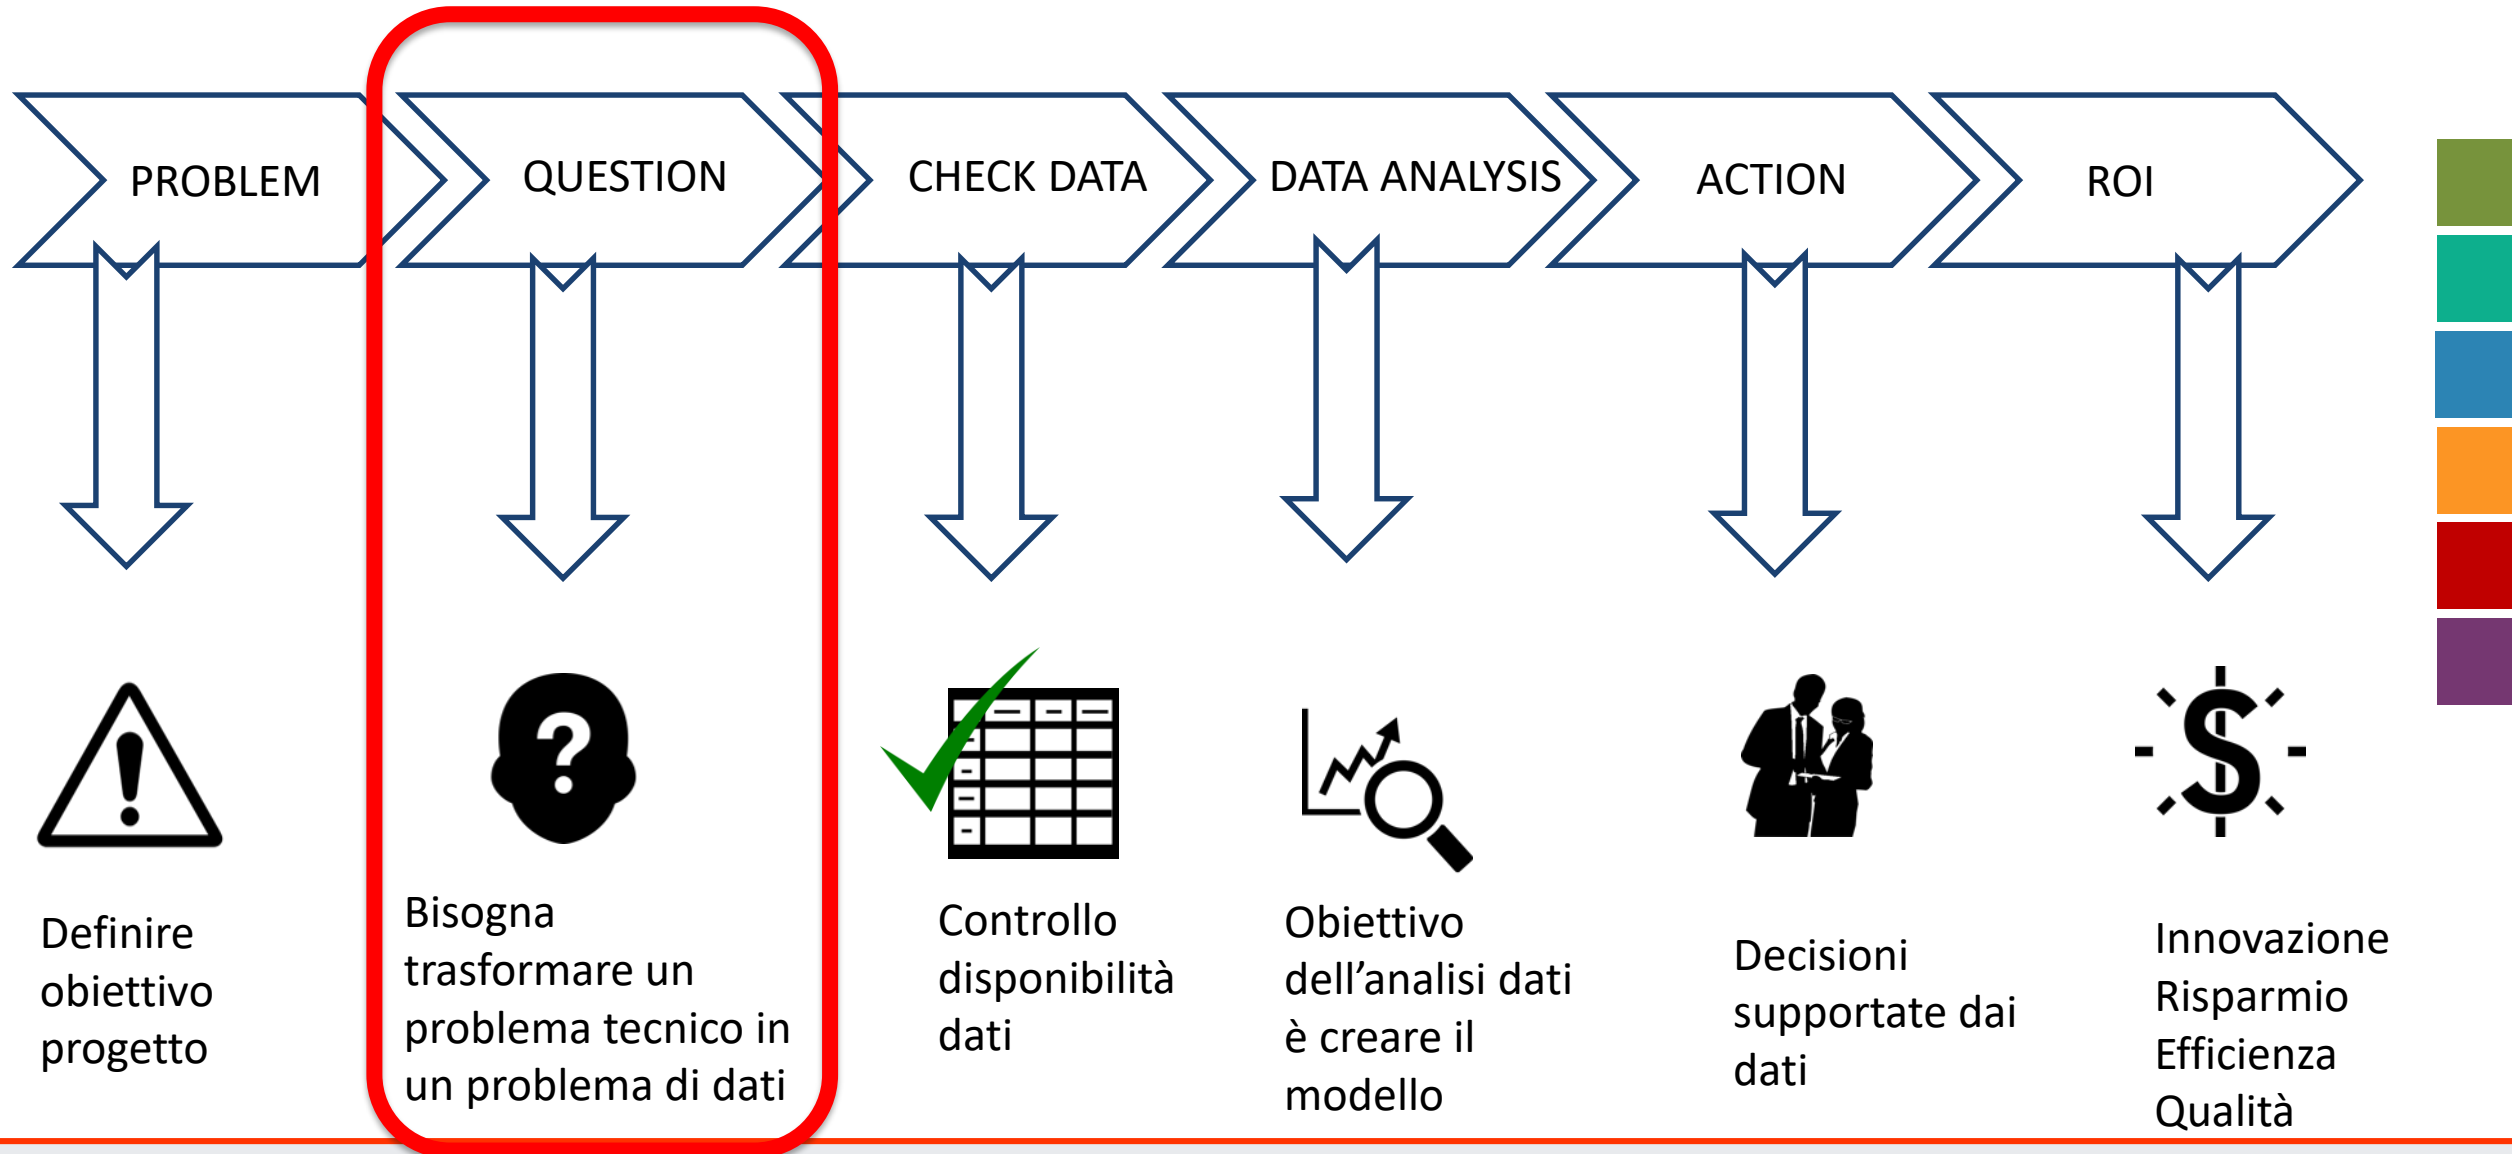 PROBLEM
QUESTION
CHECK DATA
DATA ANALYSIS
ACTION
ROI
Definire
obiettivo
progetto
Bisogna
trasformare un
problema tecnico in
un problema di dati
Controllo
disponibilità
dati
Obiettivo
dell’analisi dati
è creare il
modello
Decisioni
supportate dai
dati
Innovazione
Risparmio
Efficienza
Qualità